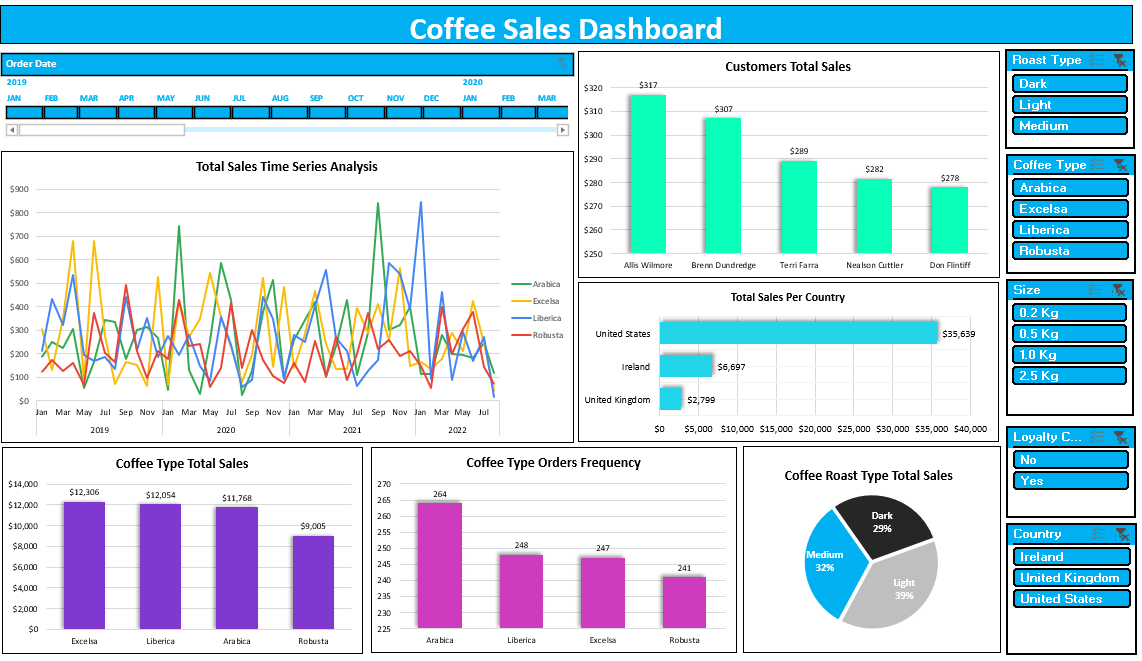 Coffee Sales Dashboard
Order Date
2019 2020
JAN FEB MAR APR MAY JUN JUL AUG SEP OCT NOV DEC JAN FEB MAR
Total Sales Time Series Analysis
$900
$800
$700
$600
$500
$400
$300
$200
$100
$0
Jan Mar May Jul Sep Nov Jan Mar May Jul Sep Nov Jan Mar May Jul Sep Nov Jan Mar May Jul
2019 2020 2021 2022
Arabica
Excelsa
Liberica
Robusta
Customers Total Sales
$320
$310
$300
$290
$280
$270
$260
$250
$317
$307
$289
$282
$278
Allis Wilmore Brenn Dundredge Terri Farra Nealson Cuttler Don Flintiff
Total Sales Per Country
United States $35,639
Ireland $6,697
United Kingdom $2,799
$0 $5,000 $10,000 $15,000 $20,000 $25,000 $30,000 $35,000 $40,000
Coffee Type Total Sales
$14,000
$12,000
$10,000
$8,000
$6,000
$4,000
$2,000
$0
$12,306
$12,054
$11,768
$9,005
Excelsa Liberica Arabica Robusta
Coffee Type Orders Frequency
270
265
260
255
250
245
240
235
230
225
264
248
247
241
Arabica Liberica Excelsa Robusta
Coffee Roast Type Total Sales
Dark
29%
Medium
32%
Light
39%
Roast Type
Dark
Light
Medium
Coffee Type
Arabica
Excelsa
Liberica
Robusta
Size
0.2 Kg
0.5 Kg
1.0 Kg
2.5 Kg
Loyalty C...
No
Yes
Country
Ireland
United Kingdom
United States